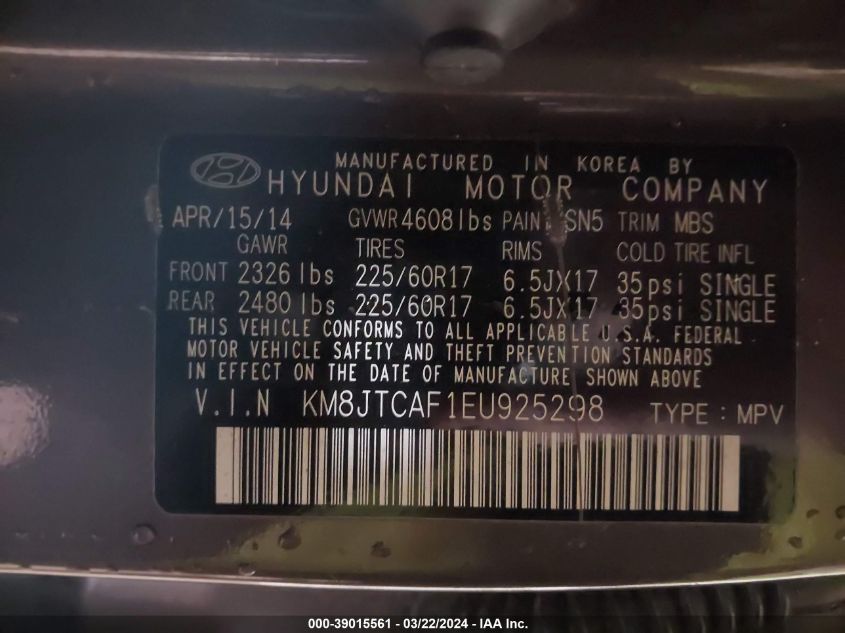 MANUFACTURED IN KOREA BY
HYUNDAI MOTOR COMPANY
APR/15/14 GVWR 4608 lbs PAINT SN5 TRIM MBS
GAWR TIRES RIMS COLD TIRE INFL
FRONT 2326 lbs 225/60R17 6.5JX17 35psi SINGLE
REAR 2480 lbs 225/60R17 6.5JX17 35psi SINGLE
THIS VEHICLE CONFORMS TO ALL APPLICABLE U.S.A. FEDERAL
MOTOR VEHICLE SAFETY AND THEFT PREVENTION STANDARDS
IN EFFECT ON THE DATE OF MANUFACTURE SHOWN ABOVE
V.I.N KM8JTCAF1EU925298 TYPE : MPV
000-39015561 - 03/22/2024 - IAA Inc.